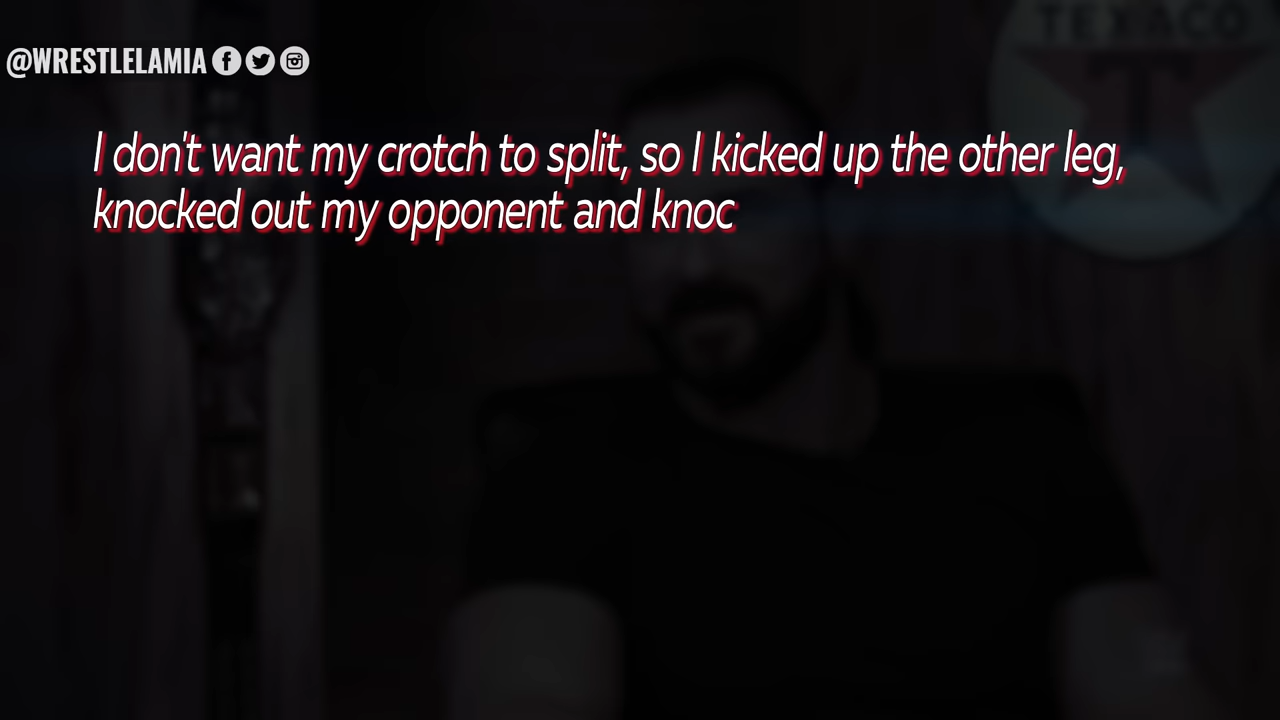 TEXACO
T
@WRESTLELAMIA
I don't want my crotch to split, so I kicked up the other leg,
knocked out my opponent and knoc